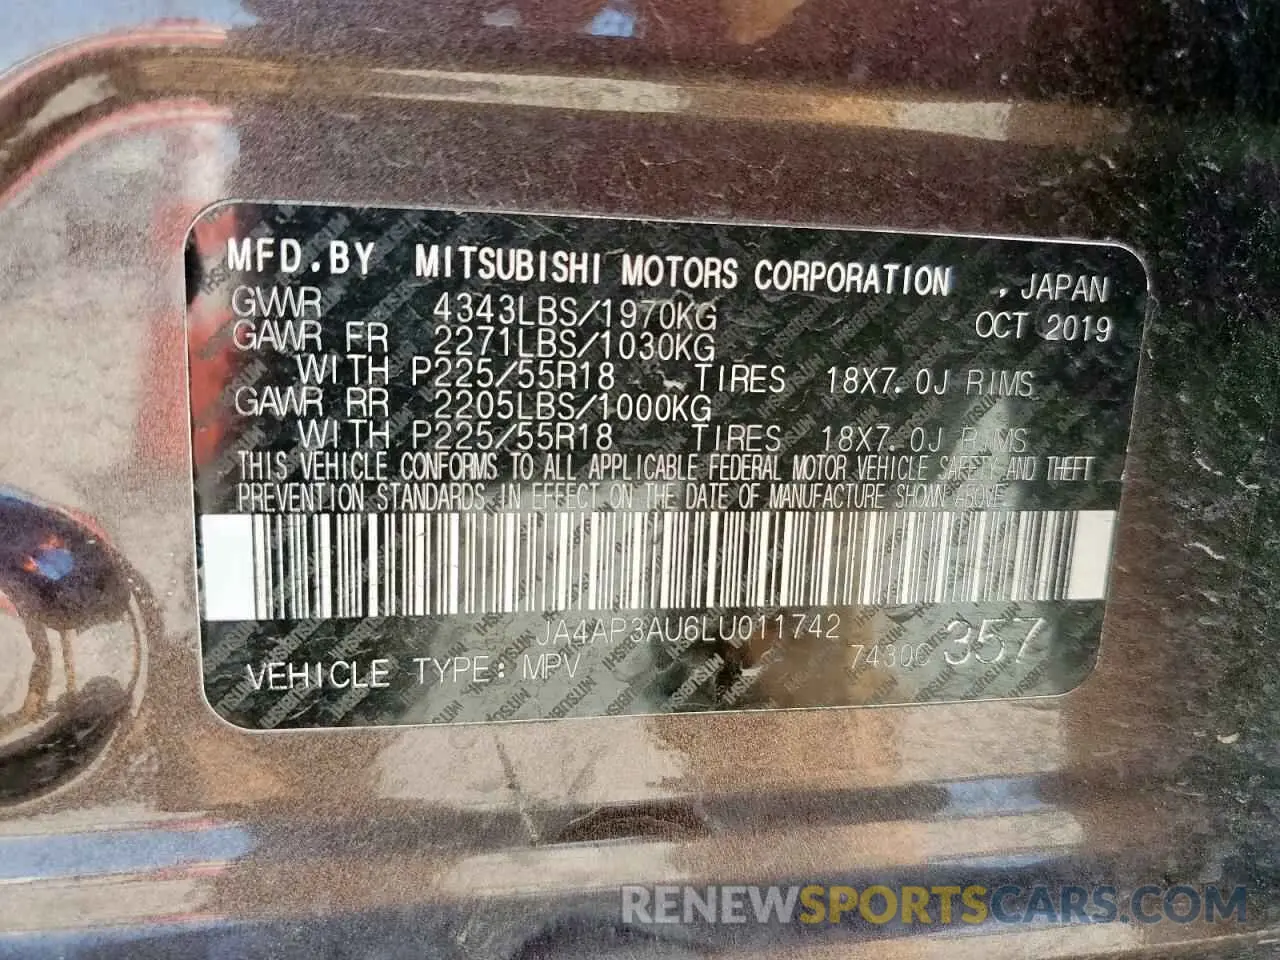 MFD.BY MITSUBISHI MOTORS CORPORATION , JAPAN
GVWR 4343LBS/1970KG OCT 2019
GAWR FR 2271LBS/1030KG
WITH P225/55R18 TIRES 18X7.0J RIMS
GAWR RR 2205LBS/1000KG
WITH P225/55R18 TIRES 18X7.0J RIMS
THIS VEHICLE CONFORMS TO ALL APPLICABLE FEDERAL MOTOR VEHICLE SAFETY AND THEFT
PREVENTION STANDARDS IN EFFECT ON THE DATE OF MANUFACTURE SHOWN ABOVE.
JA4AP3AU6LU011742
VEHICLE TYPE: MPV 7430C 357
RENEWSPORTSCARS.COM